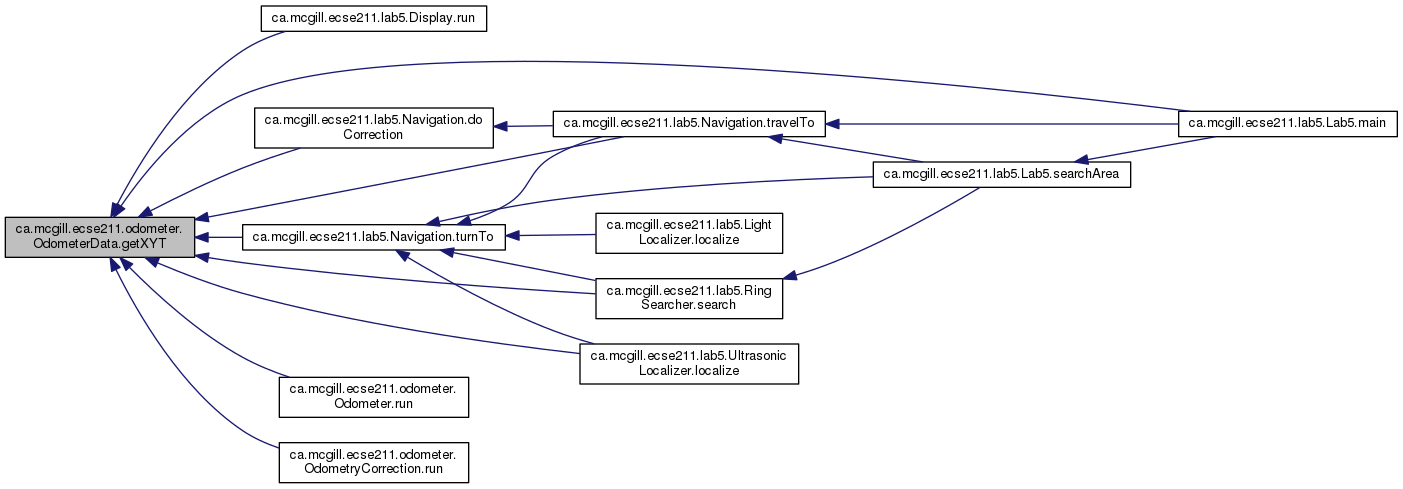 ca.mcgill.ecse211.lab5.Display.run
ca.mcgill.ecse211.lab5.Navigation.do
Correction
ca.mcgill.ecse211.lab5.Navigation.travelTo
ca.mcgill.ecse211.lab5.Lab5.main
ca.mcgill.ecse211.lab5.Lab5.searchArea
ca.mcgill.ecse211.odometer.
OdometerData.getXYT
ca.mcgill.ecse211.lab5.Navigation.turnTo
ca.mcgill.ecse211.lab5.Light
Localizer.localize
ca.mcgill.ecse211.lab5.Ring
Searcher.search
ca.mcgill.ecse211.lab5.Ultrasonic
Localizer.localize
ca.mcgill.ecse211.odometer.
Odometer.run
ca.mcgill.ecse211.odometer.
OdometryCorrection.run